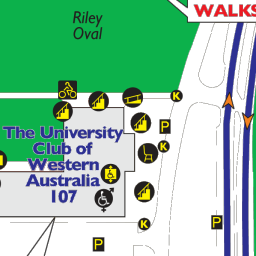 WALKS
Riley
Oval
K
The University
Club of
Western
Australia
107
P
K
K
P
P